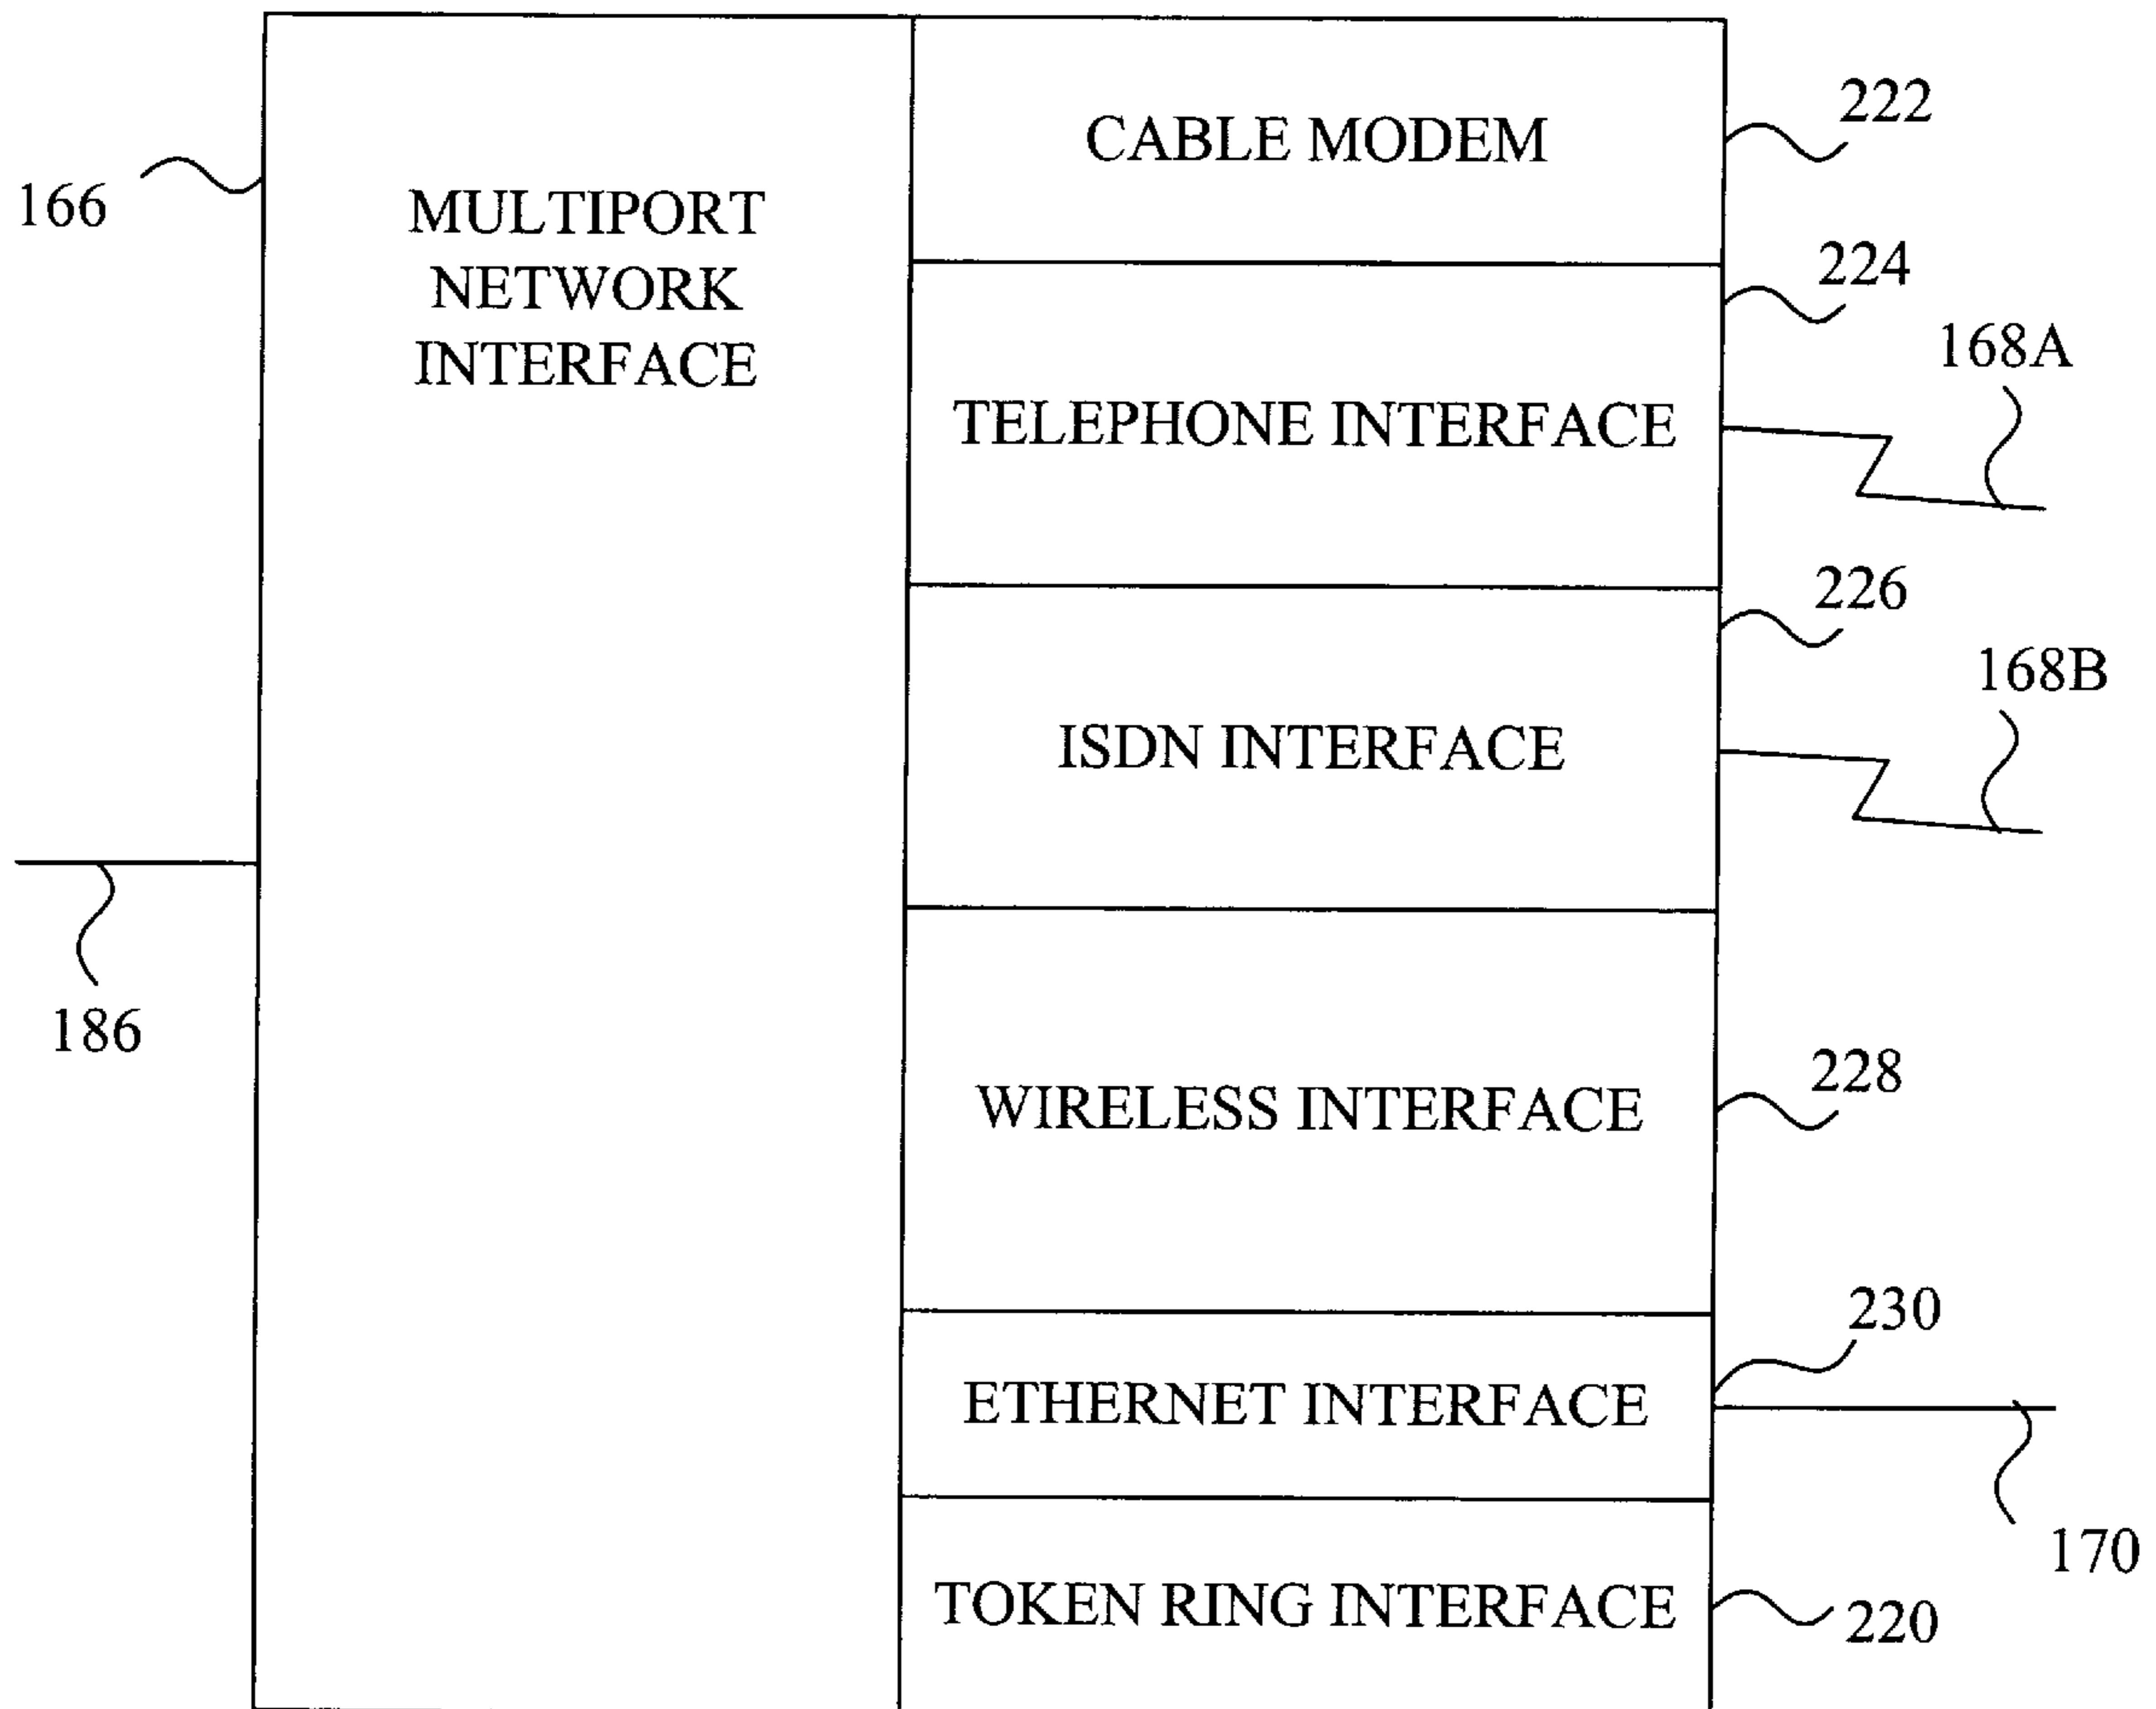 166
MULTIPORT
NETWORK
INTERFACE
186
CABLE MODEM
222
224
TELEPHONE INTERFACE
168A
226
ISDN INTERFACE
168B
WIRELESS INTERFACE
228
230
ETHERNET INTERFACE
170
TOKEN RING INTERFACE
220